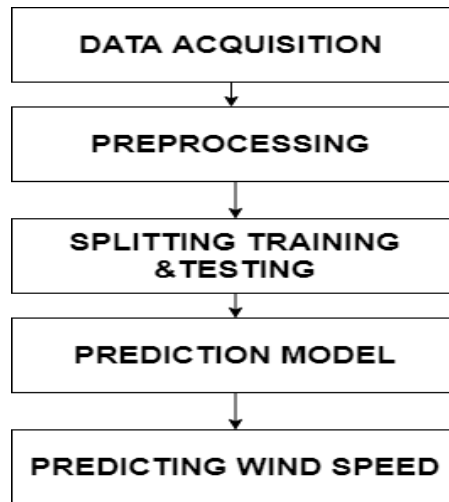 DATA ACQUISITION
PREPROCESSING
SPLITTING TRAINING
&TESTING
PREDICTION MODEL
PREDICTING WIND SPEED